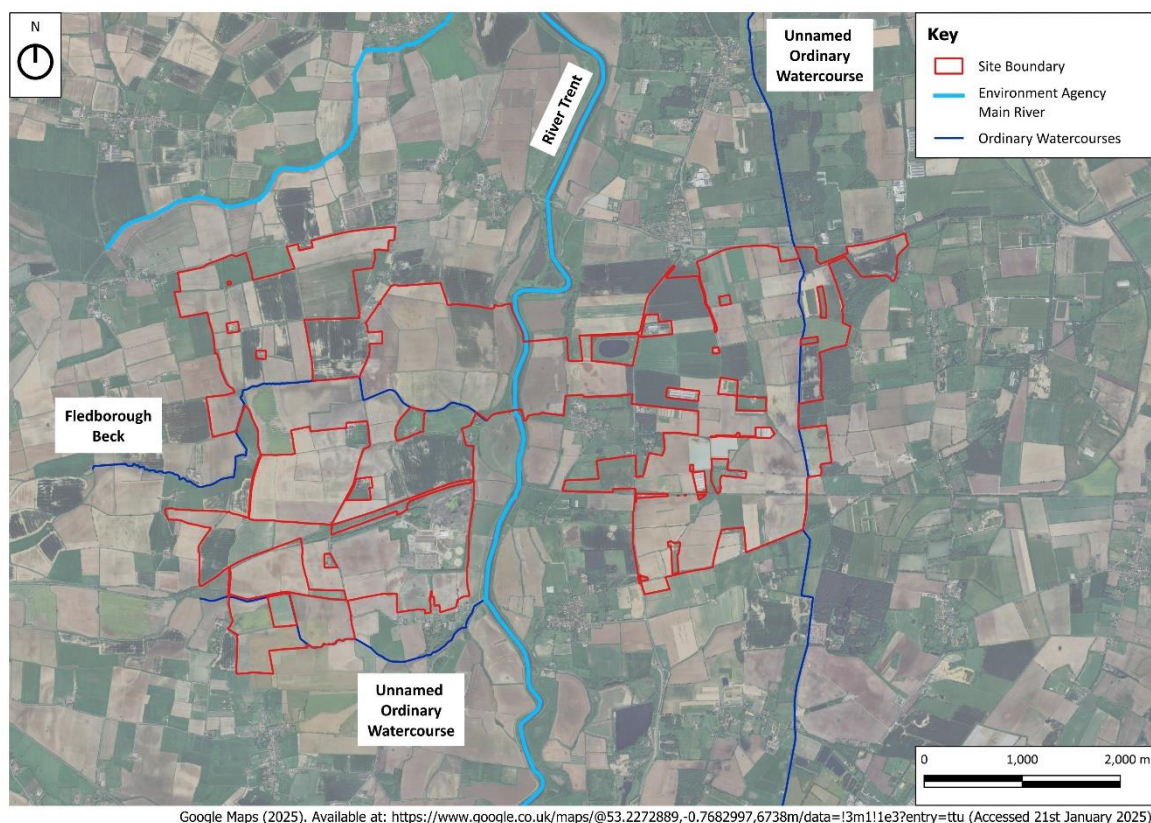 N
River Trent
Unnamed
Ordinary
Watercourse
Key
Site Boundary
Environment Agency
Main River
Ordinary Watercourses
Fledborough
Beck
Unnamed
Ordinary
Watercourse
0 1,000 2,000 m
Google Maps (2025). Available at: https://www.google.co.uk/maps/@53.2272889,-0.7682997,6738m/data=!3m1!1e3?entry=ttu (Accessed 21st January 2025)